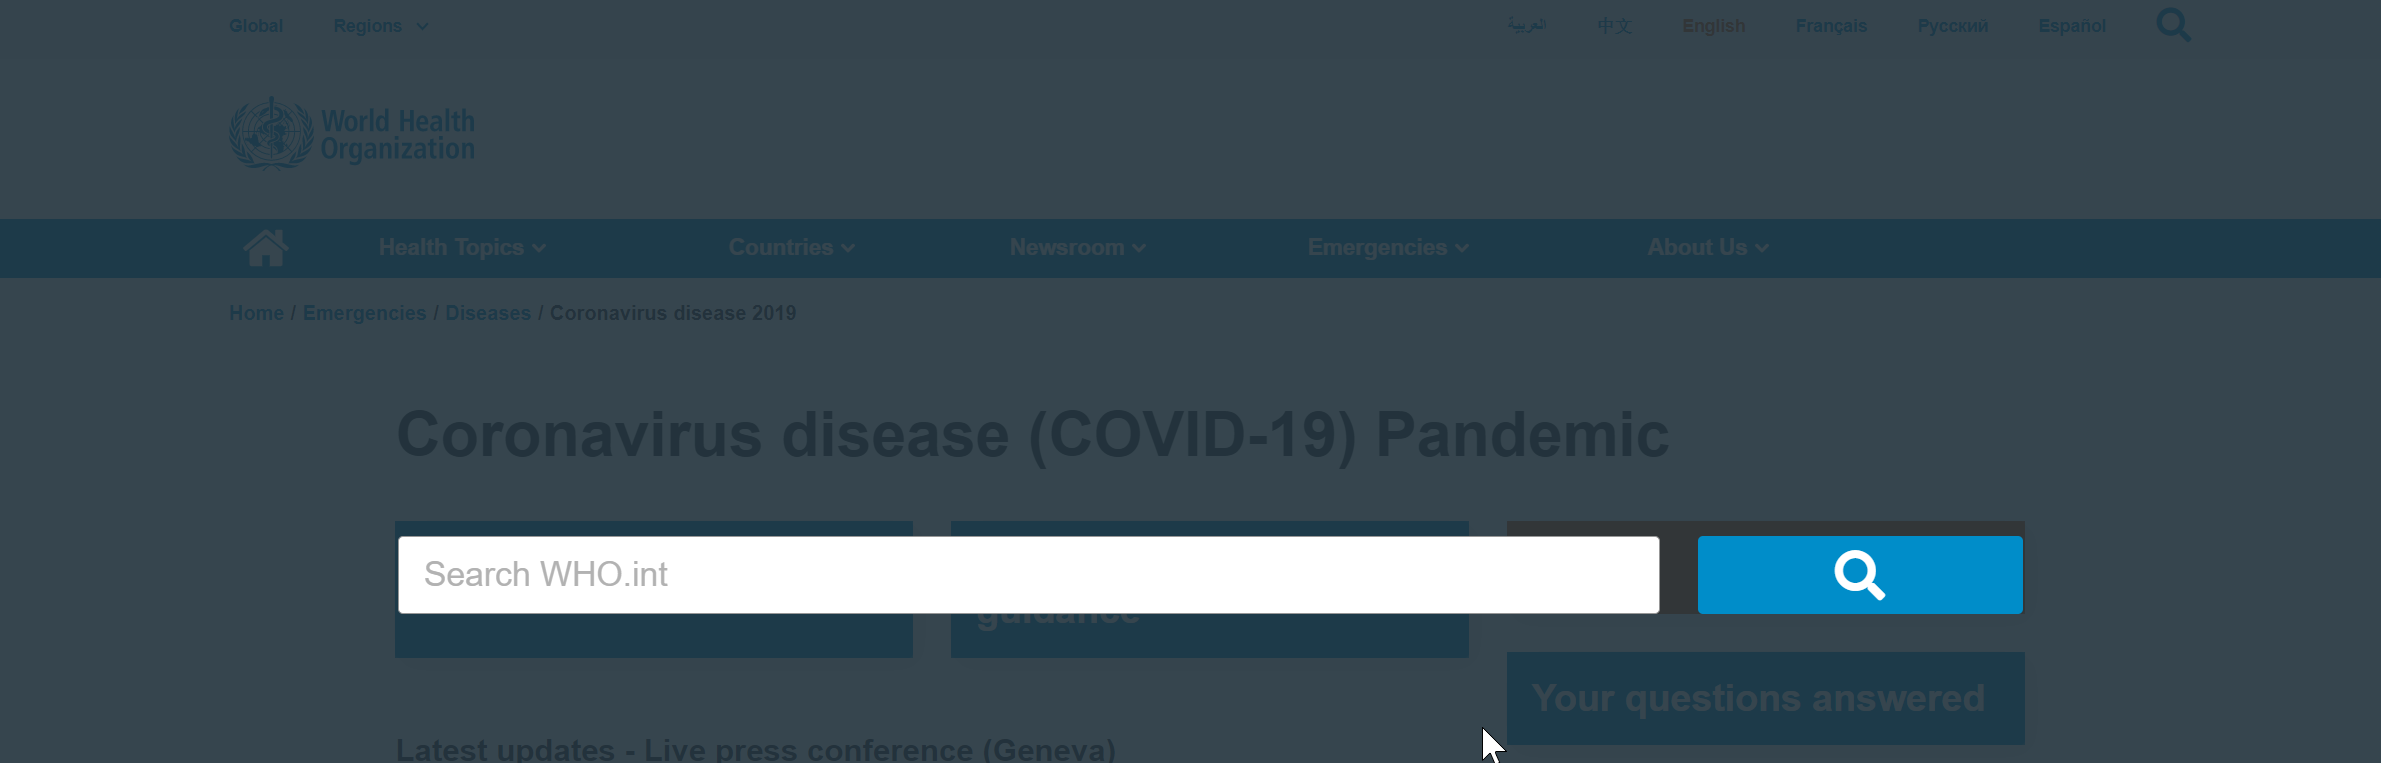 Global Regions العربية 中文 English Français Русский Español
World Health
Organization
Health Topics Countries Newsroom Emergencies About Us
Home / Emergencies / Diseases / Coronavirus disease 2019
Coronavirus disease (COVID-19) Pandemic
Search WHO.int
guidance
Your questions answered
Latest updates - Live press conference (Geneva)